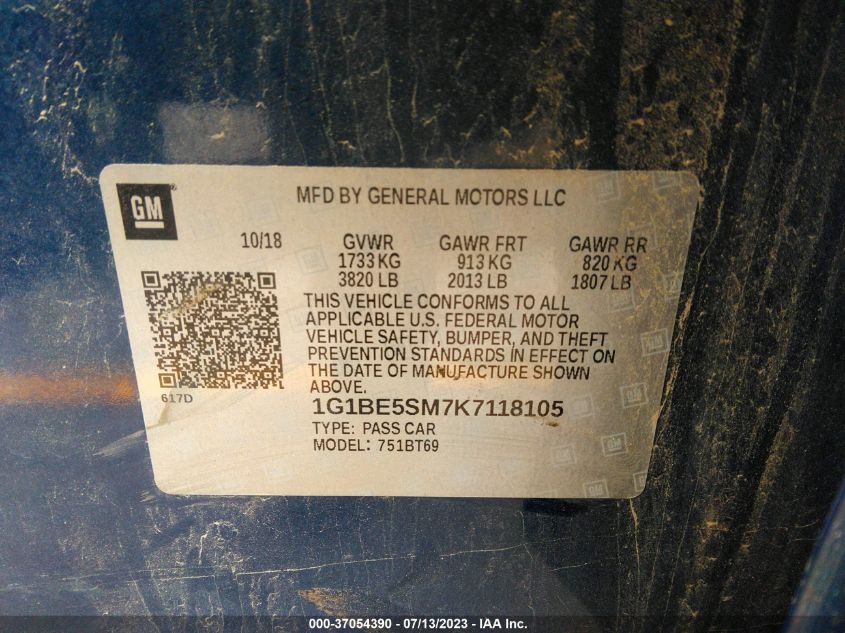 GM
MFD BY GENERAL MOTORS LLC
10/18 GVWR GAWR FRT GAWR RR
1733 KG 913 KG 820 KG
3820 LB 2013 LB 1807 LB
THIS VEHICLE CONFORMS TO ALL
APPLICABLE U.S. FEDERAL MOTOR
VEHICLE SAFETY, BUMPER, AND THEFT
PREVENTION STANDARDS IN EFFECT ON
THE DATE OF MANUFACTURE SHOWN
ABOVE.
617D
1G1BE5SM7K7118105
TYPE: PASS CAR
MODEL: 751BT69
000-37054390 - 07/13/2023 - IAA Inc.